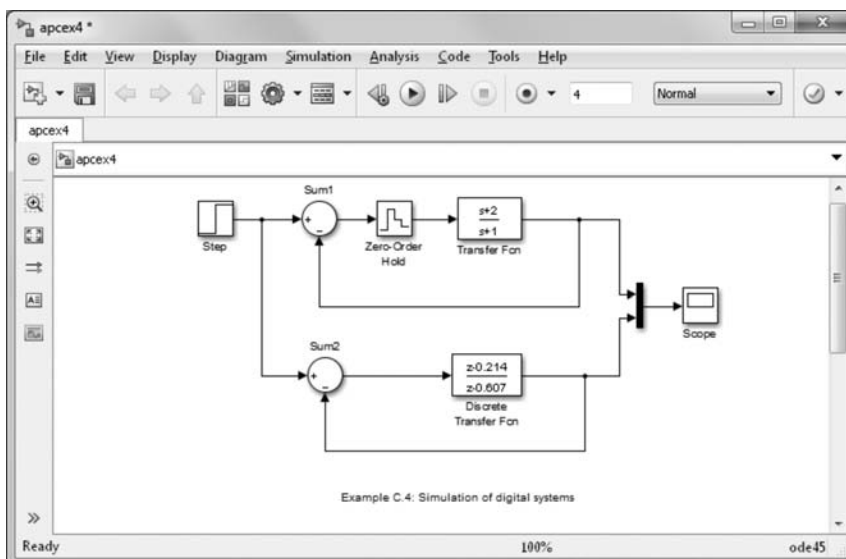 apcex4 *
File Edit View Display Diagram Simulation Analysis Code Tools Help
4 Normal
apcex4
apcex4
Sum1
+
−
Step
Zero-Order
Hold
s+2
s+1
Transfer Fcn
Scope
Sum2
+
−
z-0.214
z-0.607
Discrete
Transfer Fcn
Example C.4: Simulation of digital systems
Ready 100% ode45